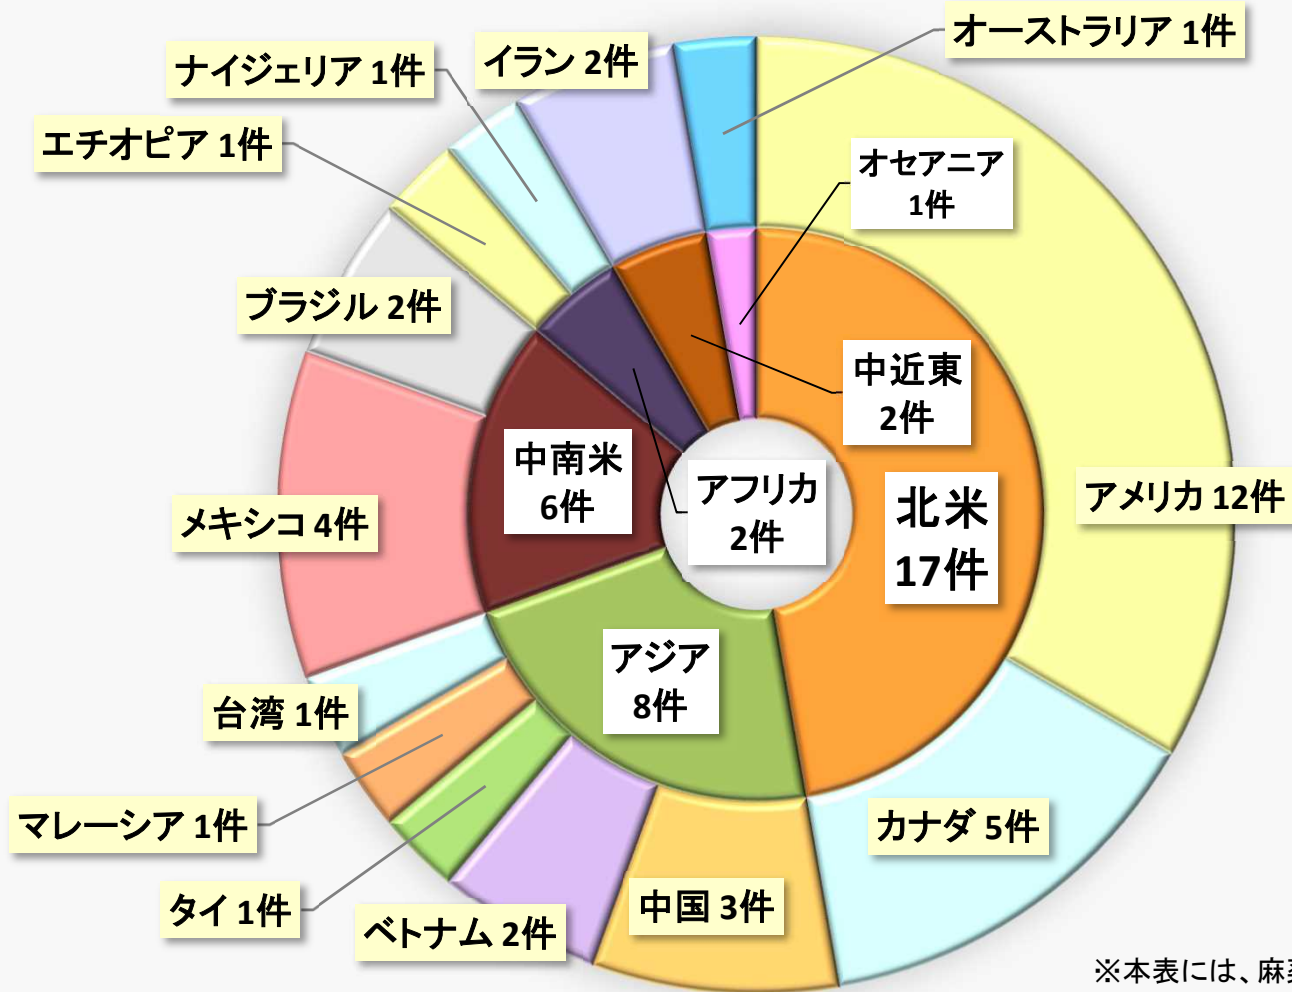 オーストラリア 1件
イラン 2件
ナイジェリア 1件
エチオピア 1件
オセアニア
1件
ブラジル 2件
中近東
2件
中南米
6件
アフリカ
2件
北米
17件
アメリカ 12件
メキシコ 4件
アジア
8件
台湾 1件
マレーシア 1件
カナダ 5件
タイ 1件
ベトナム 2件
中国 3件
※本表には、麻